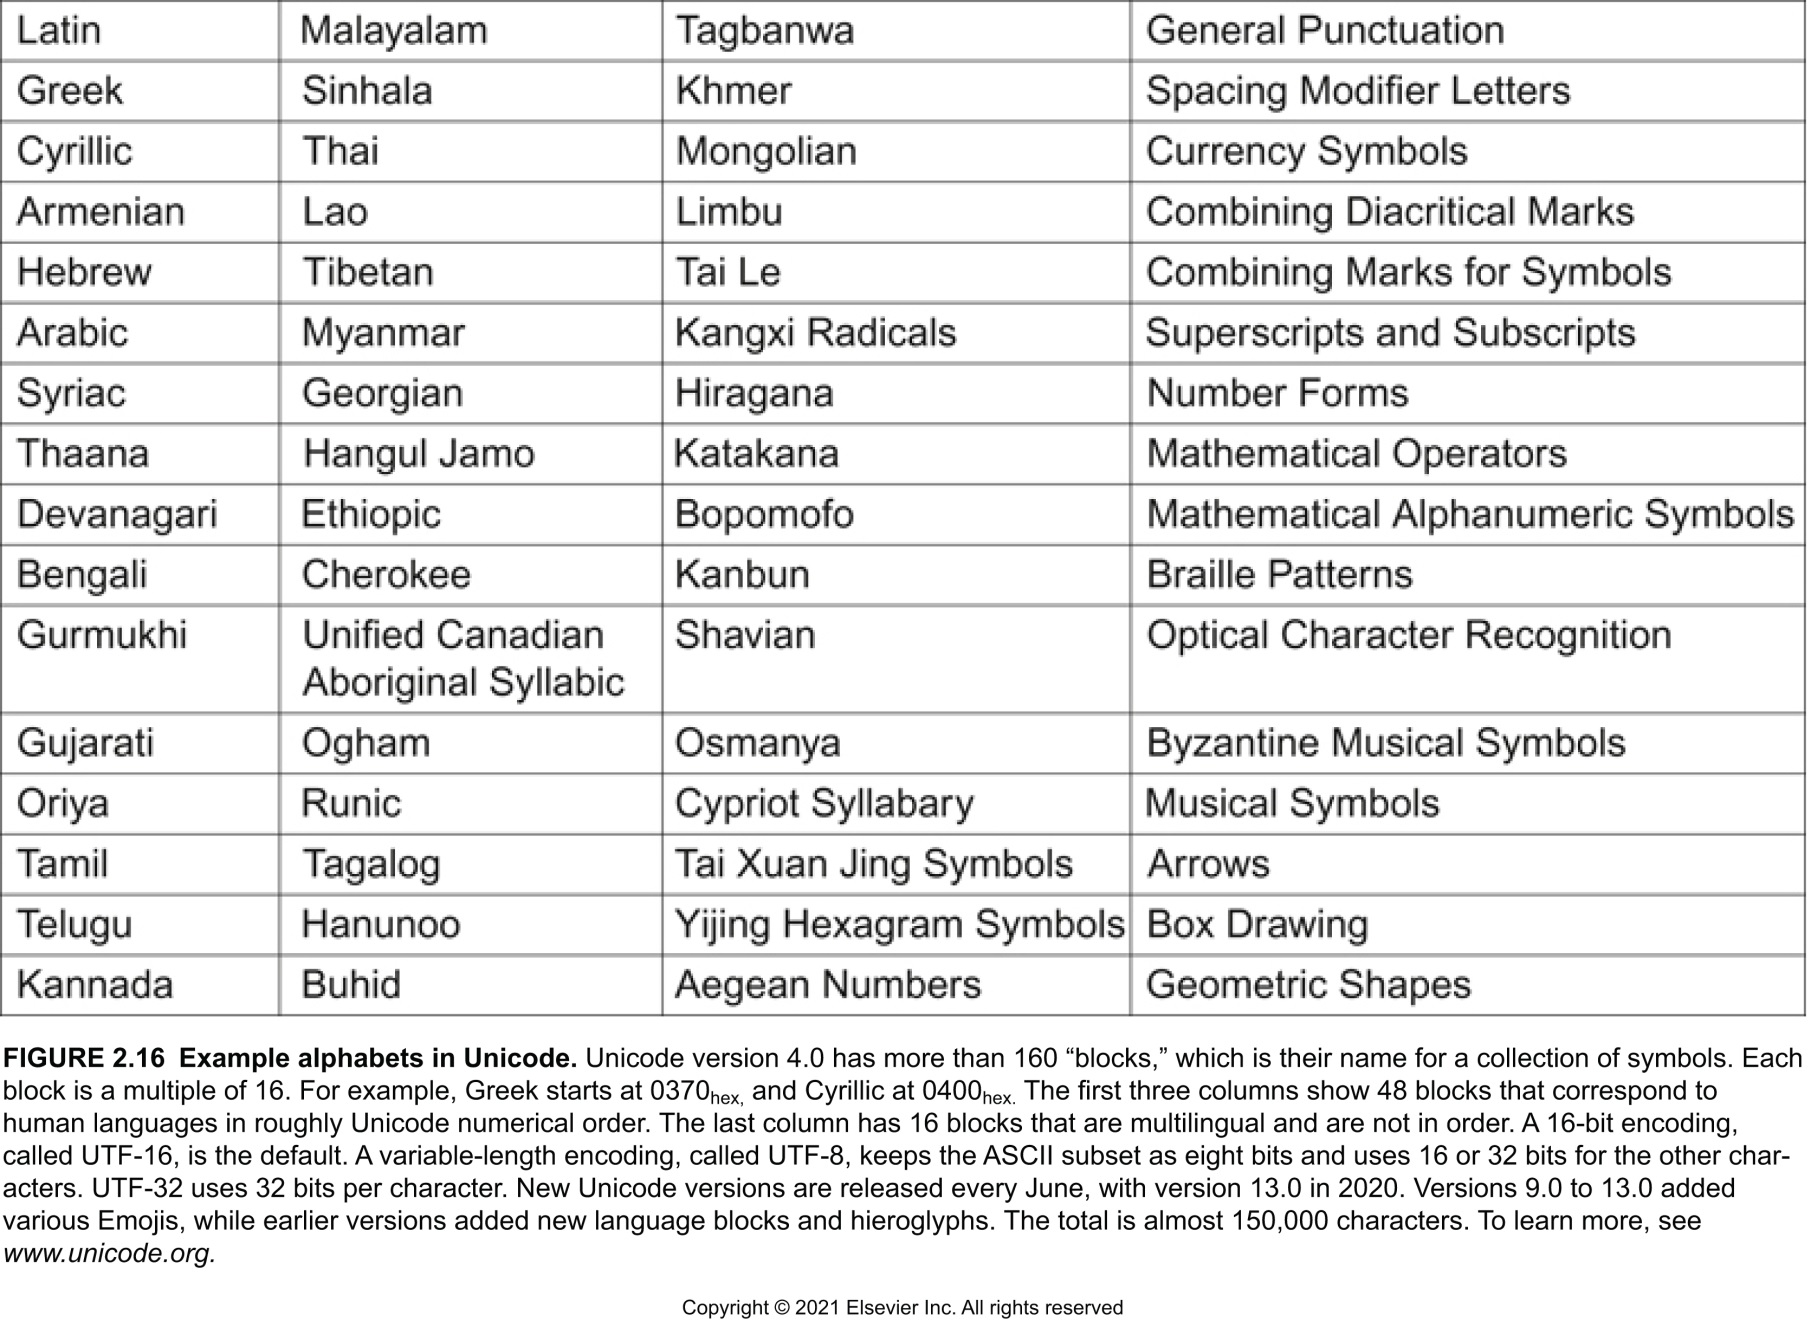 Latin Malayalam Tagbanwa General Punctuation
Greek Sinhala Khmer Spacing Modifier Letters
Cyrillic Thai Mongolian Currency Symbols
Armenian Lao Limbu Combining Diacritical Marks
Hebrew Tibetan Tai Le Combining Marks for Symbols
Arabic Myanmar Kangxi Radicals Superscripts and Subscripts
Syriac Georgian Hiragana Number Forms
Thaana Hangul Jamo Katakana Mathematical Operators
Devanagari Ethiopic Bopomofo Mathematical Alphanumeric Symbols
Bengali Cherokee Kanbun Braille Patterns
Gurmukhi Unified Canadian Shavian Optical Character Recognition
Aboriginal Syllabic
Gujarati Ogham Osmanya Byzantine Musical Symbols
Oriya Runic Cypriot Syllabary Musical Symbols
Tamil Tagalog Tai Xuan Jing Symbols Arrows
Telugu Hanunoo Yijing Hexagram Symbols Box Drawing
Kannada Buhid Aegean Numbers Geometric Shapes
FIGURE 2.16 Example alphabets in Unicode. Unicode version 4.0 has more than 160 “blocks,” which is their name for a collection of symbols. Each
block is a multiple of 16. For example, Greek starts at 0370hex, and Cyrillic at 0400hex. The first three columns show 48 blocks that correspond to
human languages in roughly Unicode numerical order. The last column has 16 blocks that are multilingual and are not in order. A 16-bit encoding,
called UTF-16, is the default. A variable-length encoding, called UTF-8, keeps the ASCII subset as eight bits and uses 16 or 32 bits for the other char-
acters. UTF-32 uses 32 bits per character. New Unicode versions are released every June, with version 13.0 in 2020. Versions 9.0 to 13.0 added
various Emojis, while earlier versions added new language blocks and hieroglyphs. The total is almost 150,000 characters. To learn more, see
www.unicode.org.
Copyright © 2021 Elsevier Inc. All rights reserved